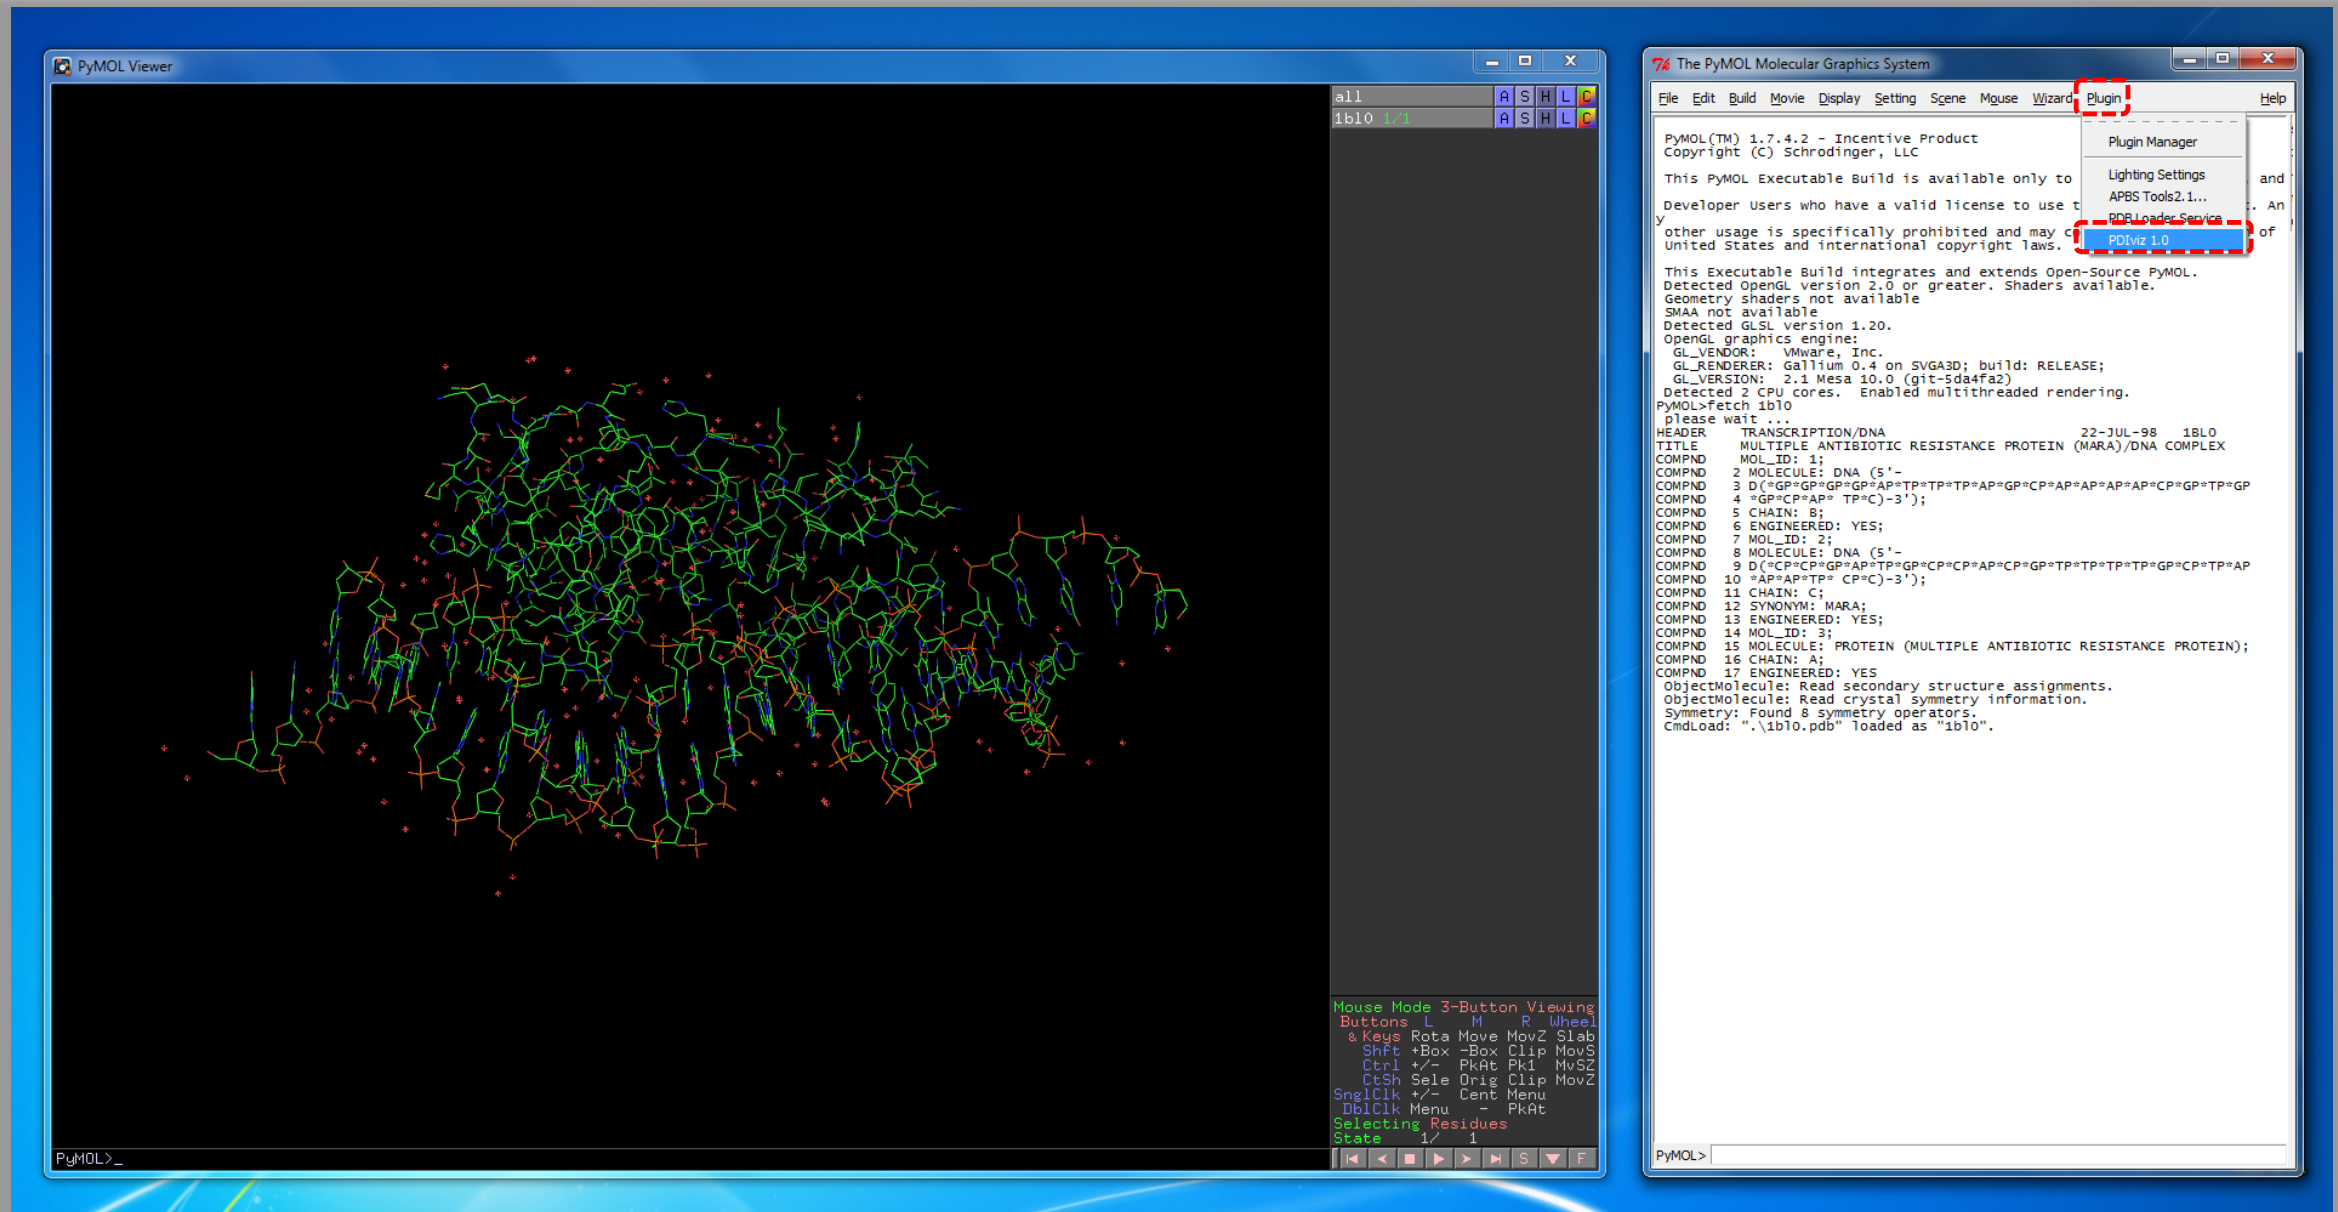 PyMOL Viewer
all A S H L C
1bl0 1/1 A S H L C
Mouse Mode 3-Button Viewing
Buttons L M R Wheel
& Keys Rota Move MovZ Slab
Shft +Box -Box Clip MovS
Ctrl +/- PkAt Pk1 MvSZ
CtSh Sele Orig Clip MovZ
SnglClk +/- Cent Menu
DblClk Menu - PkAt
Selecting Residues
State 1/ 1
S F
PyMOL>_
The PyMOL Molecular Graphics System
File Edit Build Movie Display Setting Scene Mouse Wizard Plugin Help
Plugin Manager
Lighting Settings
APBS Tools2.1...
PDB Loader Service
PDIviz 1.0
PyMOL(TM) 1.7.4.2 - Incentive Product
Copyright (C) Schrodinger, LLC
This PyMOL Executable Build is available only to and
Developer Users who have a valid license to use t . An
y
other usage is specifically prohibited and may c of
United States and international copyright laws.
This Executable Build integrates and extends Open-Source PyMOL.
Detected OpenGL version 2.0 or greater. Shaders available.
Geometry shaders not available
SMAA not available
Detected GLSL version 1.20.
OpenGL graphics engine:
GL_VENDOR: VMware, Inc.
GL_RENDERER: Gallium 0.4 on SVGA3D; build: RELEASE;
GL_VERSION: 2.1 Mesa 10.0 (git-5da4fa2)
Detected 2 CPU cores. Enabled multithreaded rendering.
PyMOL>fetch 1bl0
please wait ...
HEADER TRANSCRIPTION/DNA 22-JUL-98 1BL0
TITLE MULTIPLE ANTIBIOTIC RESISTANCE PROTEIN (MARA)/DNA COMPLEX
COMPND MOL_ID: 1;
COMPND 2 MOLECULE: DNA (5'-
COMPND 3 D(*GP*GP*GP*GP*AP*TP*TP*TP*AP*GP*CP*AP*AP*AP*AP*CP*GP*TP*GP
COMPND 4 *GP*CP*AP* TP*C)-3');
COMPND 5 CHAIN: B;
COMPND 6 ENGINEERED: YES;
COMPND 7 MOL_ID: 2;
COMPND 8 MOLECULE: DNA (5'-
COMPND 9 D(*CP*CP*GP*AP*TP*GP*CP*CP*AP*CP*GP*TP*TP*TP*TP*GP*CP*TP*AP
COMPND 10 *AP*AP*TP* CP*C)-3');
COMPND 11 CHAIN: C;
COMPND 12 SYNONYM: MARA;
COMPND 13 ENGINEERED: YES;
COMPND 14 MOL_ID: 3;
COMPND 15 MOLECULE: PROTEIN (MULTIPLE ANTIBIOTIC RESISTANCE PROTEIN);
COMPND 16 CHAIN: A;
COMPND 17 ENGINEERED: YES
ObjectMolecule: Read secondary structure assignments.
ObjectMolecule: Read crystal symmetry information.
Symmetry: Found 8 symmetry operators.
CmdLoad: ".\1bl0.pdb" loaded as "1bl0".
PyMOL>